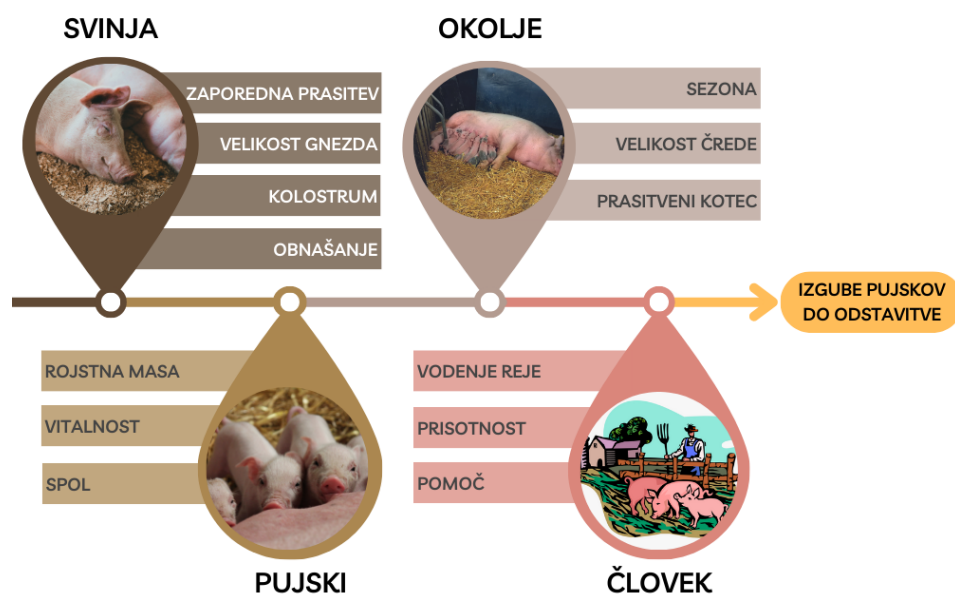 SVINJA
ZAPOREDNA PRASITEV
VELIKOST GNEZDA
KOLOSTRUM
OBNAŠANJE
OKOLJE
SEZONA
VELIKOST ČREDE
PRASITVENI KOTEC
IZGUBE PUJSKOV
DO ODSTAVITVE
ROJSTNA MASA
VITALNOST
SPOL
PUJSKI
VODENJE REJE
PRISOTNOST
POMOČ
ČLOVEK